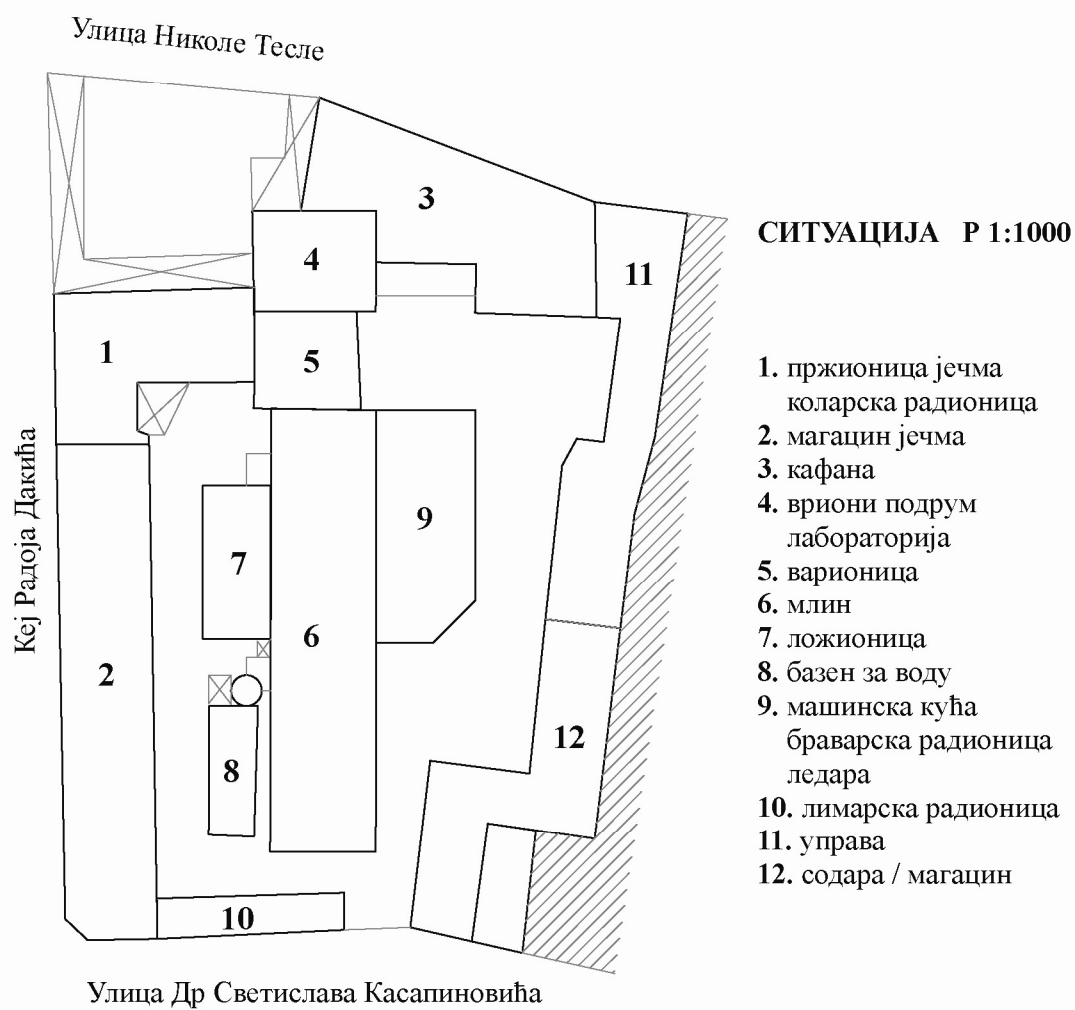 Улица Николе Тесле
СИТУАЦИЈА Р 1:1000
3
4
11
1
5
9
7
6
2
12
8
10
Кеј Радоја Дакића
1. пржионица јечма
коларска радионица
2. магацин јечма
3. кафана
4. вриони подрум
лабораторија
5. варионица
6. млин
7. ложионица
8. базен за воду
9. машинска кућа
браварска радионица
ледара
10. лимарска радионица
11. управа
12. содара / магацин
Улица Др Светислава Касапиновића